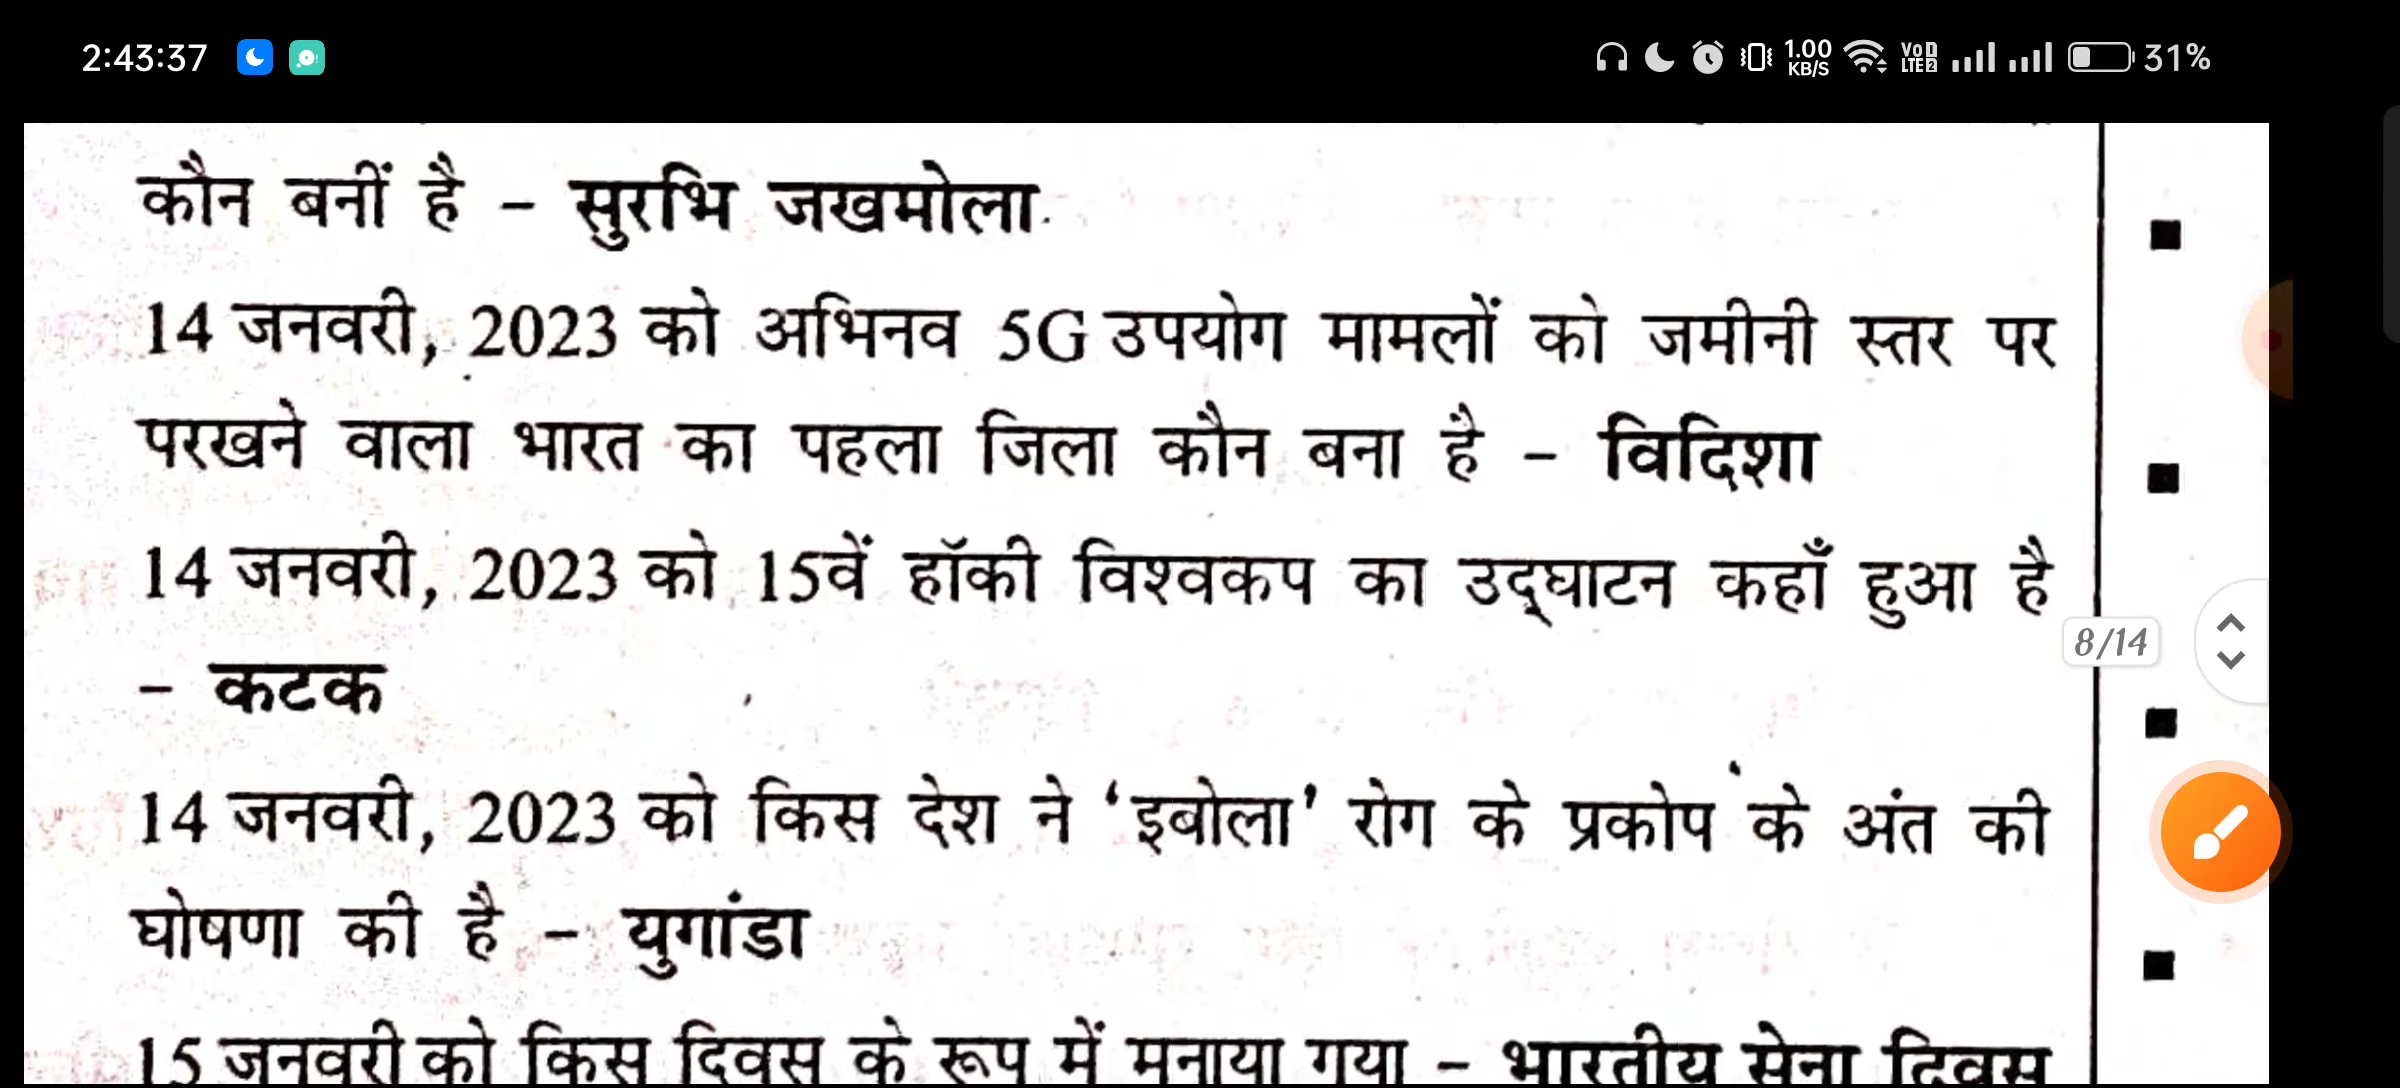 2:43:37 1.00 KB/S VoD LTE2 31%
कौन बनीं है – सुरभि जखमोला
14 जनवरी, 2023 को अभिनव 5G उपयोग मामलों को जमीनी स्तर पर
परखने वाला भारत का पहला जिला कौन बना है – विदिशा
14 जनवरी, 2023 को 15वें हॉकी विश्वकप का उद्घाटन कहाँ हुआ है
– कटक
8/14
14 जनवरी, 2023 को किस देश ने ‘इबोला’ रोग के प्रकोप के अंत की
घोषणा की है – युगांडा
15 जनवरी को किस दिवस के रूप में मनाया गया – भारतीय सेना दिवस